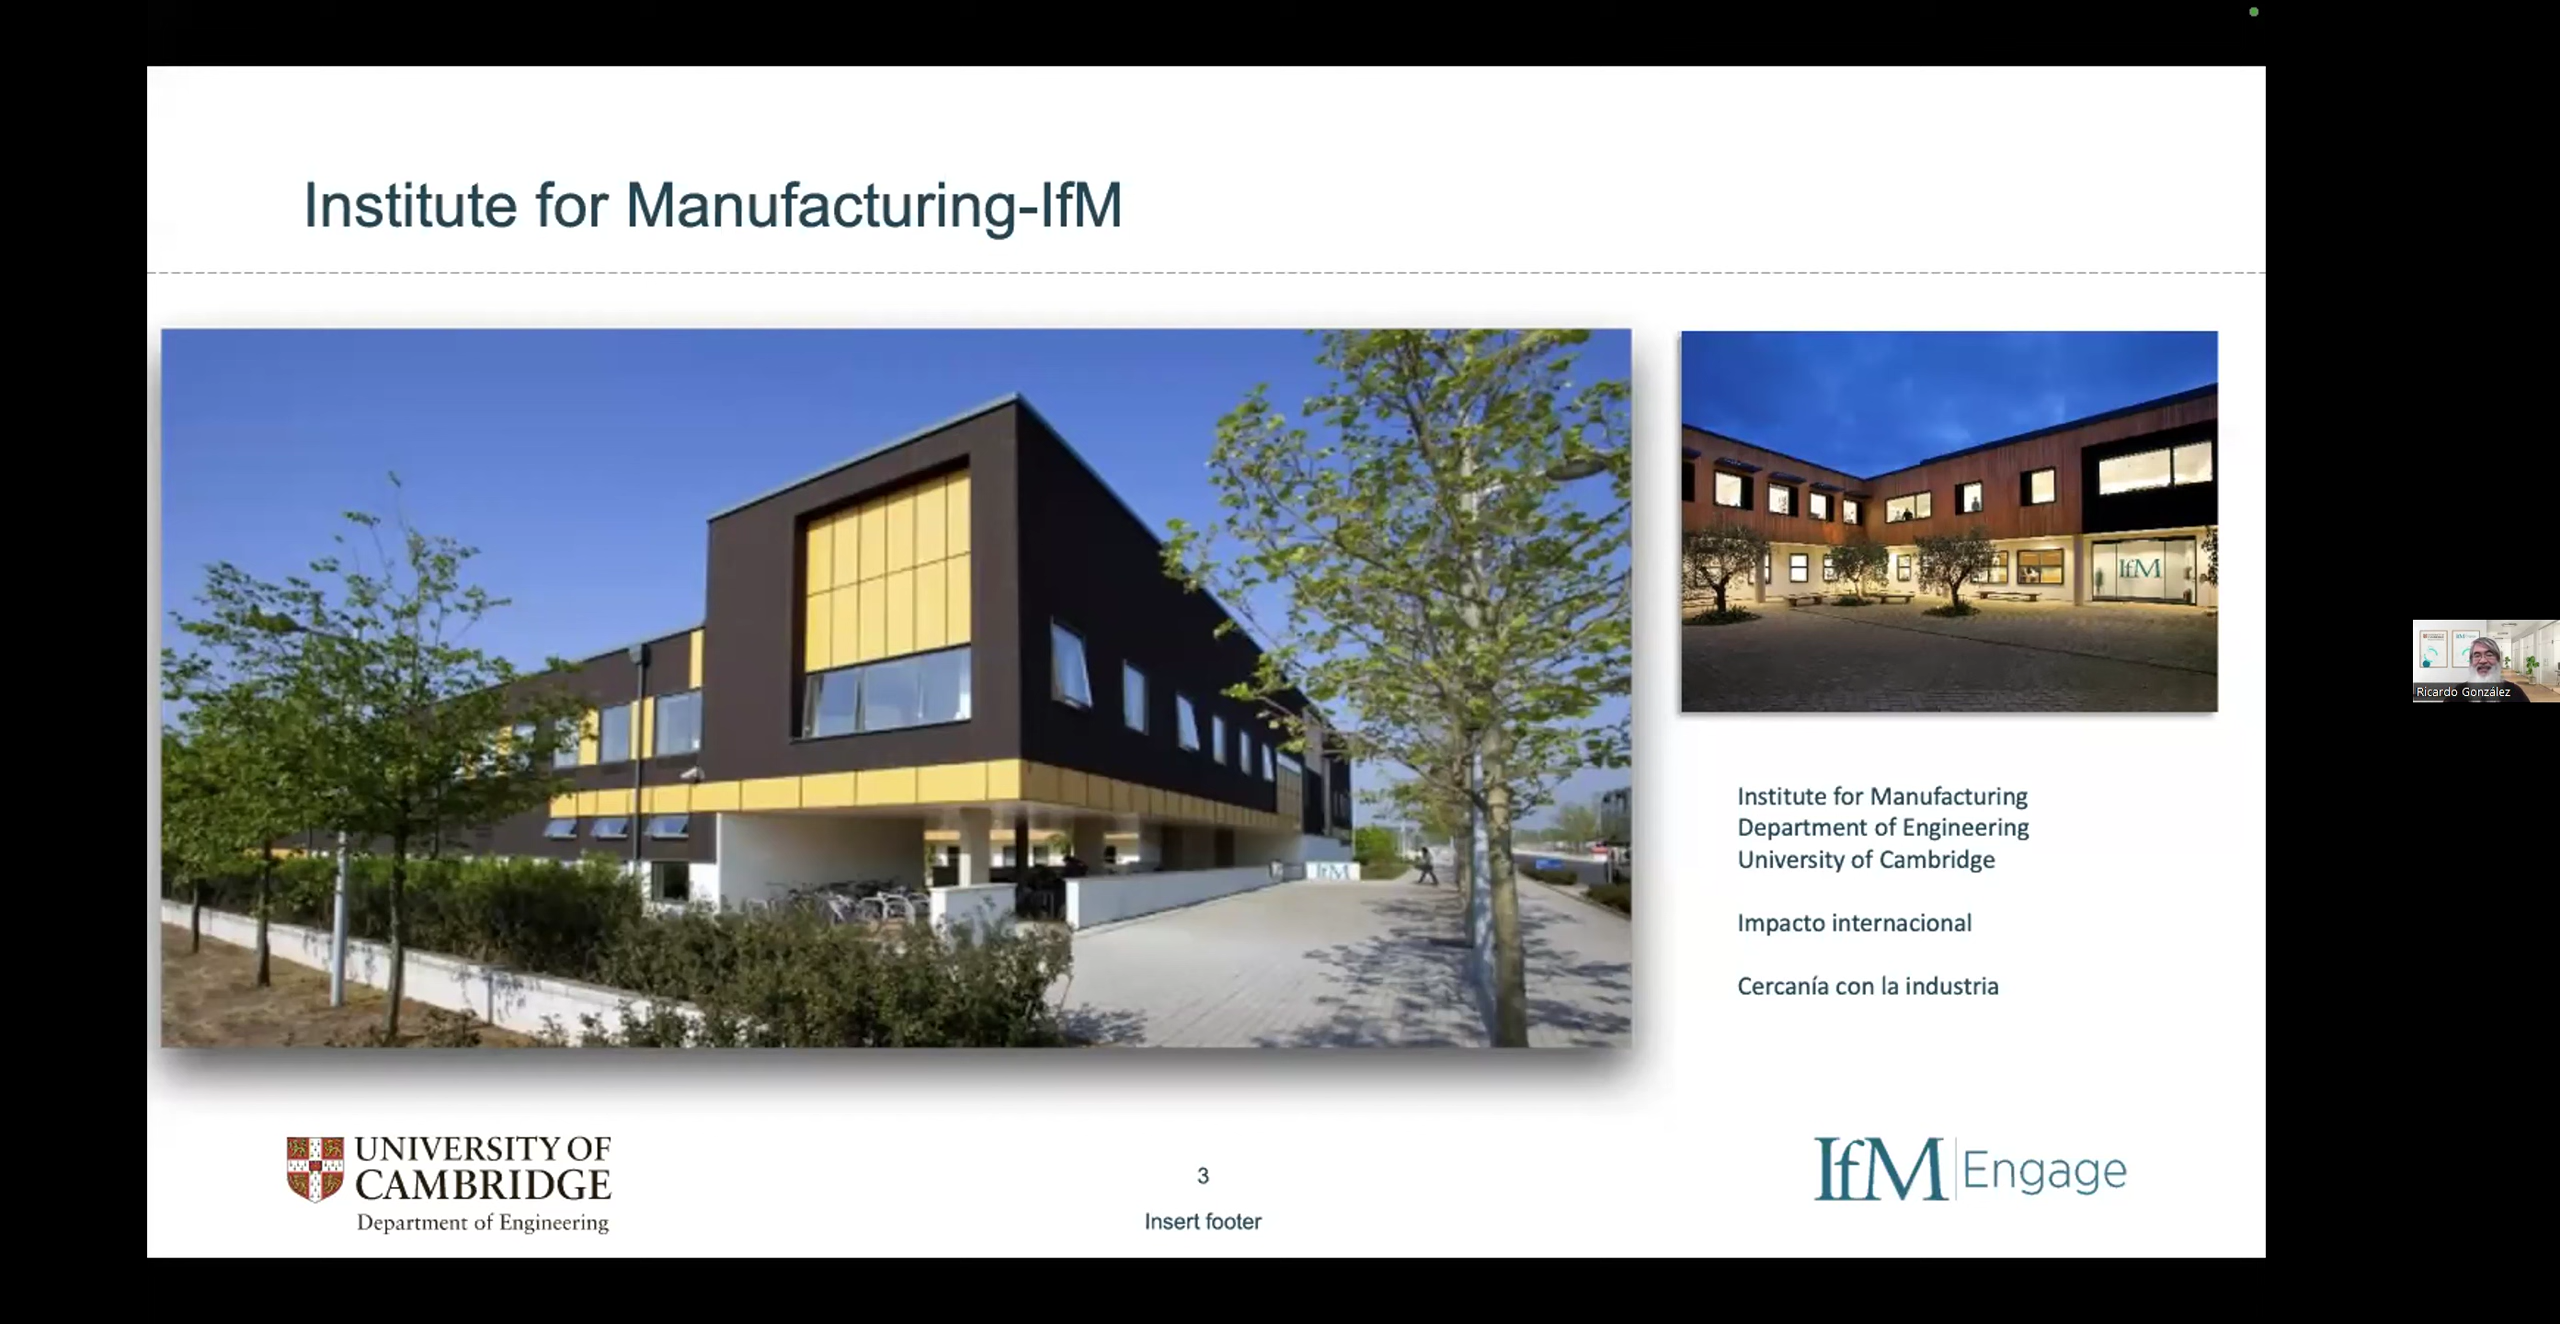 Institute for Manufacturing-IfM
IfM
IfM
Institute for Manufacturing
Department of Engineering
University of Cambridge
Impacto internacional
Cercanía con la industria
Ricardo González
UNIVERSITY OF
CAMBRIDGE
Department of Engineering
3
Insert footer
IfM Engage